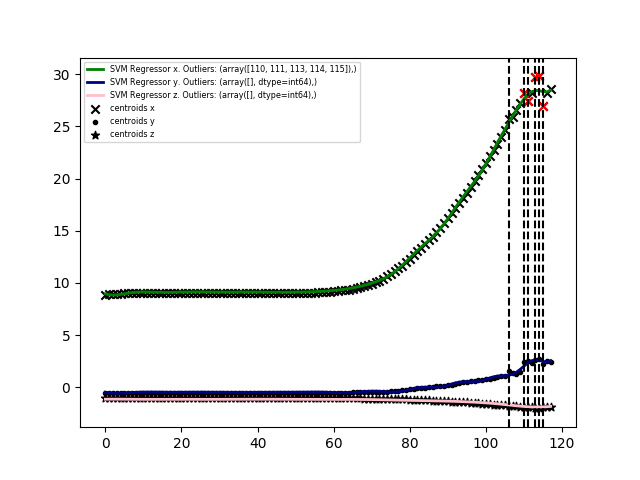 SVM Regressor x. Outliers: (array([110, 111, 113, 114, 115]),)
SVM Regressor y. Outliers: (array([], dtype=int64),)
SVM Regressor z. Outliers: (array([], dtype=int64),)
centroids x
centroids y
centroids z
30
25
20
15
10
5
0
0 20 40 60 80 100 120